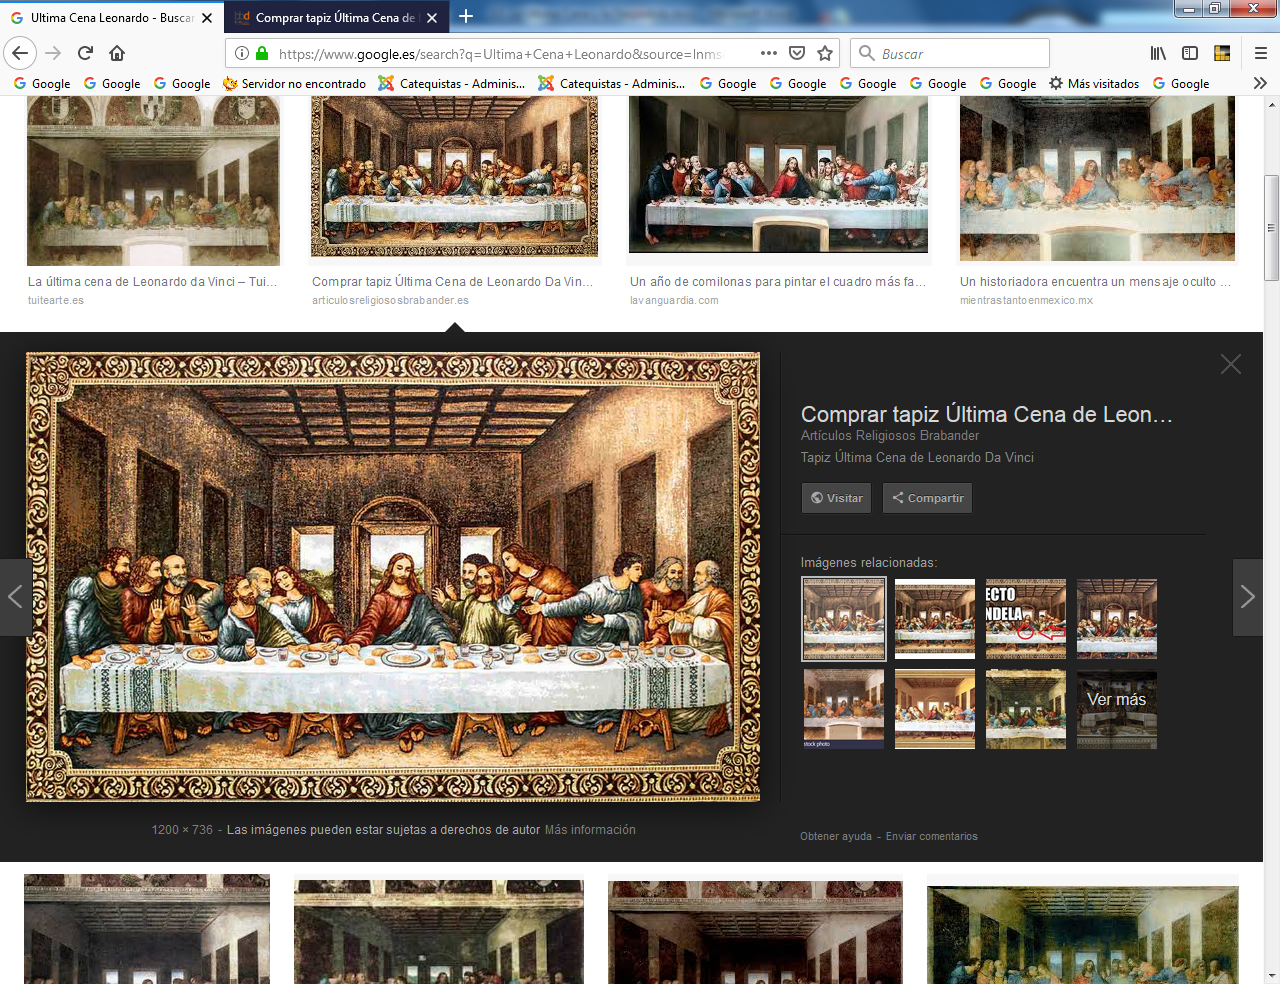 Ultima Cena Leonardo - Buscar
Comprar tapiz Última Cena de
https://www.google.es/search?q=Ultima+Cena+Leonardo&source=lnms
Buscar
Google
Google
Google
Servidor no encontrado
Catequistas - Adminis...
Catequistas - Adminis...
Google
Google
Google
Google
Google
Más visitados
Google
La última cena de Leonardo da Vinci – Tui...
tuitearte.es
Comprar tapiz Última Cena de Leonardo Da Vin...
articulosreligiososbrabander.es
Un año de comilonas para pintar el cuadro más fa...
lavanguardia.com
Un historiador encuentra un mensaje oculto ...
mientrastantoenmexico.mx
Comprar tapiz Última Cena de Leon...
Artículos Religiosos Brabander
Tapiz Última Cena de Leonardo Da Vinci
Visitar
Compartir
Imágenes relacionadas:
ECTO
NDELA
stock photo
Ver más
1200 × 736 - Las imágenes pueden estar sujetas a derechos de autor Más información
Obtener ayuda - Enviar comentarios